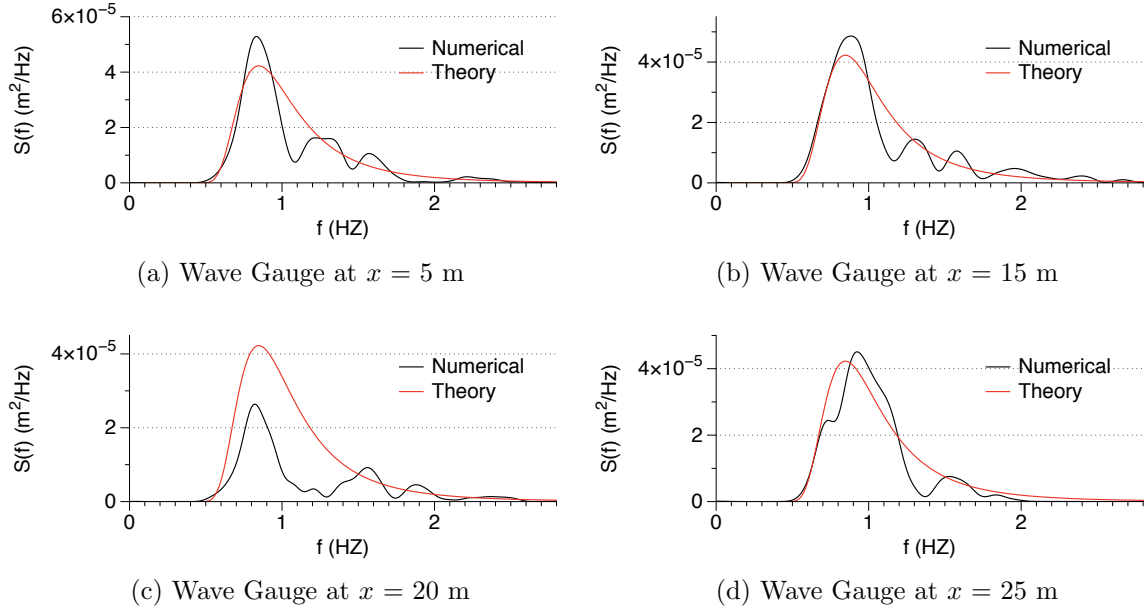 6×10⁻⁵
4
2
0
S(f) (m²/Hz)
Numerical
Theory
0
1
2
f (HZ)
(a) Wave Gauge at x = 5 m
4×10⁻⁵
2
0
S(f) (m²/Hz)
Numerical
Theory
0
1
2
f (HZ)
(b) Wave Gauge at x = 15 m
4×10⁻⁵
2
0
S(f) (m²/Hz)
Numerical
Theory
0
1
2
f (HZ)
(c) Wave Gauge at x = 20 m
4×10⁻⁵
2
0
S(f) (m²/Hz)
Numerical
Theory
0
1
2
f (HZ)
(d) Wave Gauge at x = 25 m